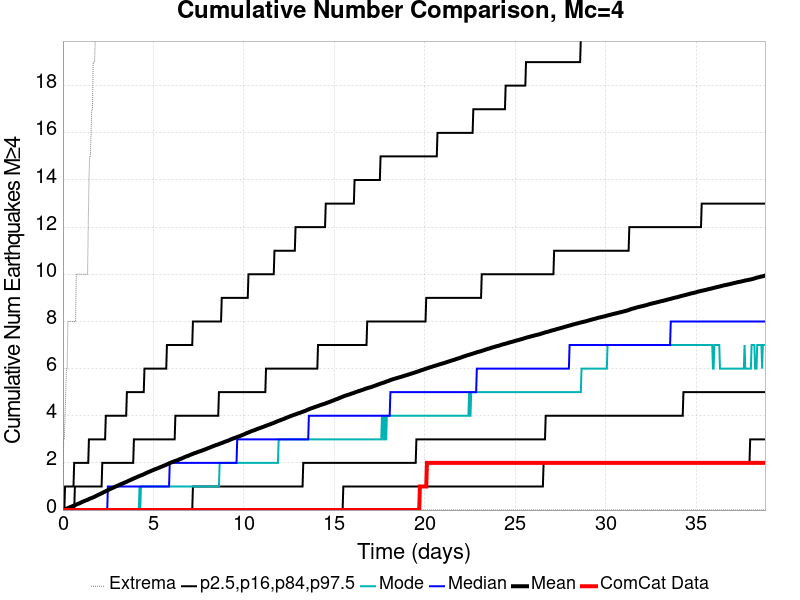 Cumulative Number Comparison, Mc=4
Cumulative Num Earthquakes M≥4
18
16
14
12
10
8
6
4
2
0
0 5 10 15 20 25 30 35
Time (days)
Extrema p2.5,p16,p84,p97.5 Mode Median Mean ComCat Data